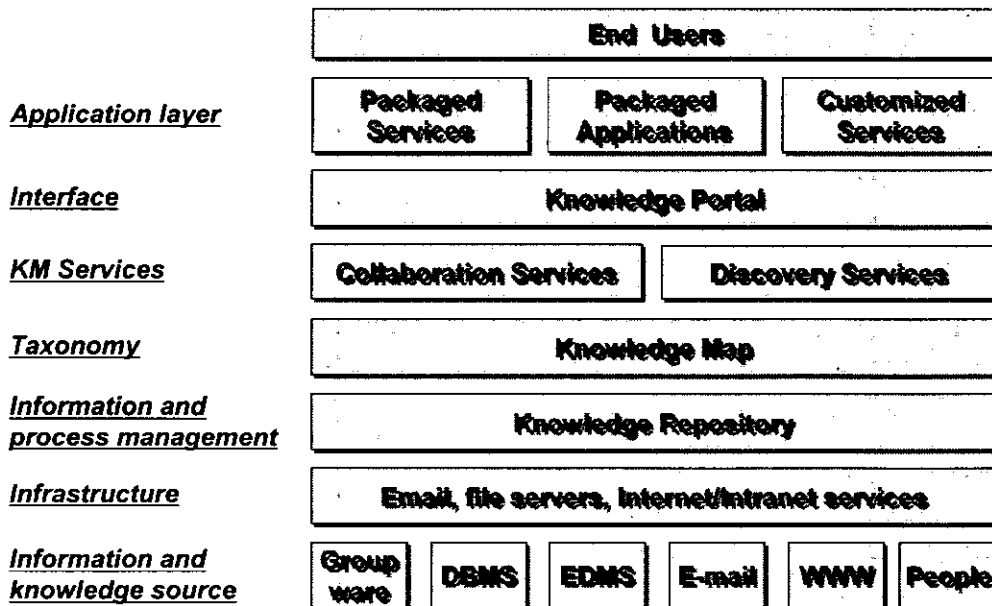 End Users
Application layer
Packaged Services
Packaged Applications
Customized Services
Interface
Knowledge Portal
KM Services
Collaboration Services
Discovery Services
Taxonomy
Knowledge Map
Information and process management
Knowledge Repository
Infrastructure
Email, file servers, Internet/Intranet services
Information and knowledge source
Group ware
DBMS
EDMS
E-mail
WWW
People